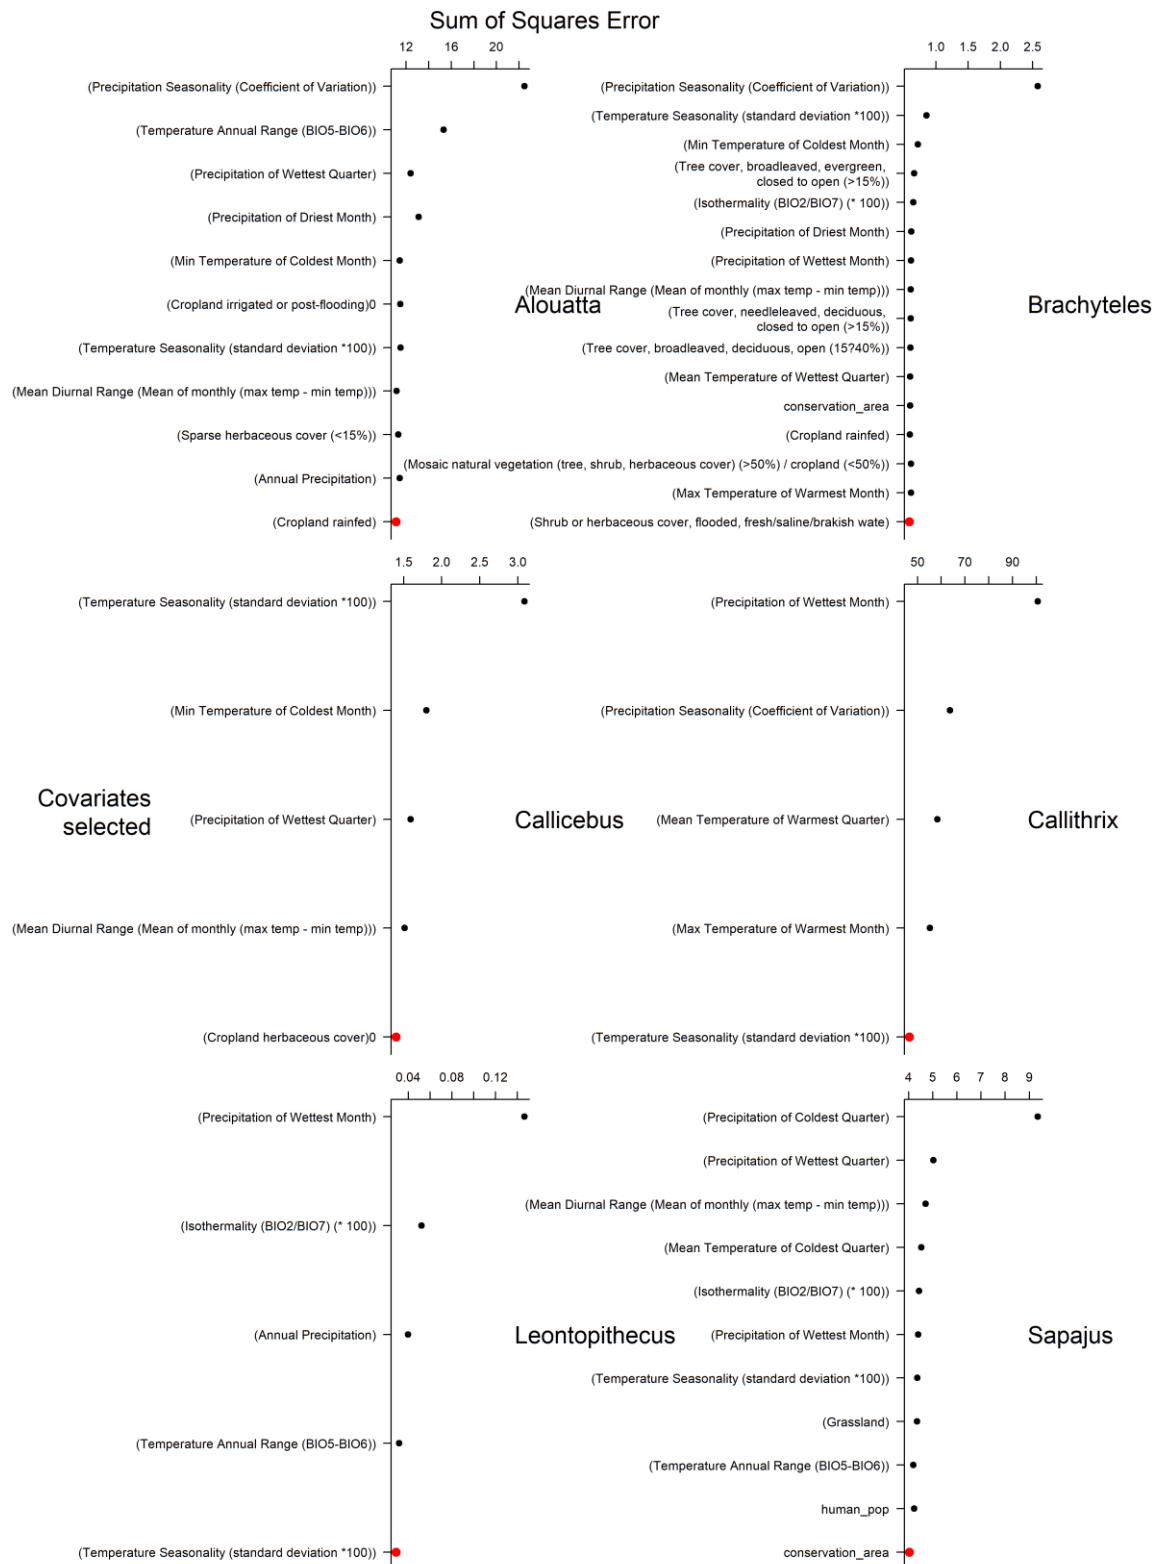 Sum of Squares Error
12 16 20
(Precipitation Seasonality (Coefficient of Variation))
(Temperature Annual Range (BIO5-BIO6))
(Precipitation of Wettest Quarter)
(Precipitation of Driest Month)
(Min Temperature of Coldest Month)
(Cropland irrigated or post-flooding)0
(Temperature Seasonality (standard deviation *100))
(Mean Diurnal Range (Mean of monthly (max temp - min temp)))
(Sparse herbaceous cover (<15%))
(Annual Precipitation)
(Cropland rainfed)
Alouatta
1.0 1.5 2.0 2.5
(Precipitation Seasonality (Coefficient of Variation))
(Temperature Seasonality (standard deviation *100))
(Min Temperature of Coldest Month)
(Tree cover, broadleaved, evergreen,
closed to open (>15%))
(Isothermality (BIO2/BIO7) (* 100))
(Precipitation of Driest Month)
(Precipitation of Wettest Month)
(Mean Diurnal Range (Mean of monthly (max temp - min temp)))
(Tree cover, needleleaved, deciduous,
closed to open (>15%))
(Tree cover, broadleaved, deciduous, open (15?40%))
(Mean Temperature of Wettest Quarter)
conservation_area
(Cropland rainfed)
(Mosaic natural vegetation (tree, shrub, herbaceous cover) (>50%) / cropland (<50%))
(Max Temperature of Warmest Month)
(Shrub or herbaceous cover, flooded, fresh/saline/brakish wate)
Brachyteles
Covariates
selected
1.5 2.0 2.5 3.0
(Temperature Seasonality (standard deviation *100))
(Min Temperature of Coldest Month)
(Precipitation of Wettest Quarter)
(Mean Diurnal Range (Mean of monthly (max temp - min temp)))
(Cropland herbaceous cover)0
Callicebus
50 70 90
(Precipitation of Wettest Month)
(Precipitation Seasonality (Coefficient of Variation))
(Mean Temperature of Warmest Quarter)
(Max Temperature of Warmest Month)
(Temperature Seasonality (standard deviation *100))
Callithrix
0.04 0.08 0.12
(Precipitation of Wettest Month)
(Isothermality (BIO2/BIO7) (* 100))
(Annual Precipitation)
(Temperature Annual Range (BIO5-BIO6))
(Temperature Seasonality (standard deviation *100))
Leontopithecus
4 5 6 7 8 9
(Precipitation of Coldest Quarter)
(Precipitation of Wettest Quarter)
(Mean Diurnal Range (Mean of monthly (max temp - min temp)))
(Mean Temperature of Coldest Quarter)
(Isothermality (BIO2/BIO7) (* 100))
(Precipitation of Wettest Month)
(Temperature Seasonality (standard deviation *100))
(Grassland)
(Temperature Annual Range (BIO5-BIO6))
human_pop
conservation_area
Sapajus